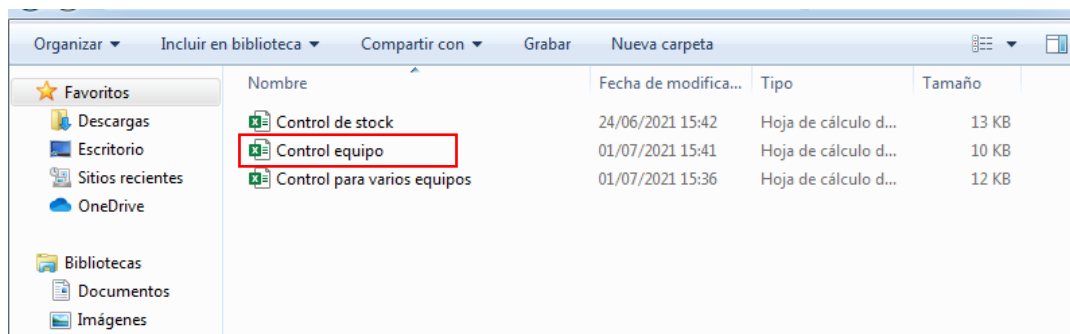 Organizar Incluir en biblioteca Compartir con Grabar Nueva carpeta
Favoritos
Descargas
Escritorio
Sitios recientes
OneDrive
Bibliotecas
Documentos
Imágenes
Nombre Fecha de modifica... Tipo Tamaño
Control de stock 24/06/2021 15:42 Hoja de cálculo d... 13 KB
Control equipo 01/07/2021 15:41 Hoja de cálculo d... 10 KB
Control para varios equipos 01/07/2021 15:36 Hoja de cálculo d... 12 KB